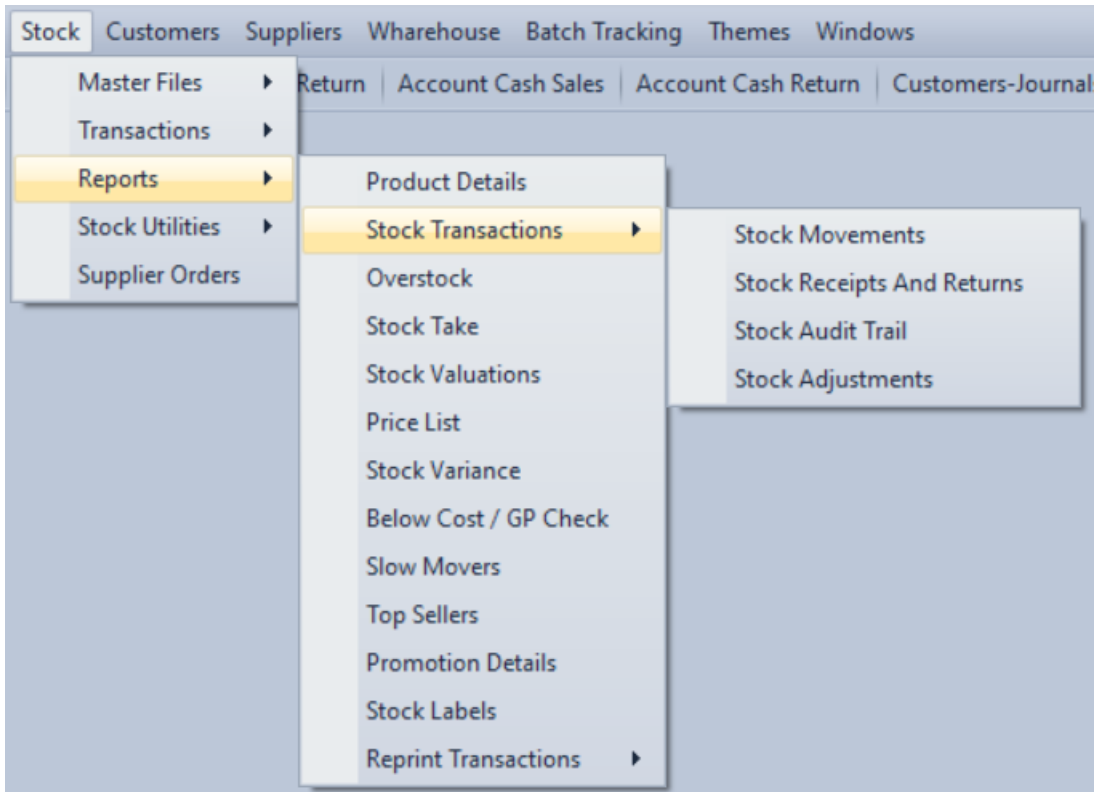 Stock Customers Suppliers Wharehouse Batch Tracking Themes Windows
Return Account Cash Sales Account Cash Return Customers-Journal
Master Files
Transactions
Reports
Stock Utilities
Supplier Orders
Product Details
Stock Transactions
Overstock
Stock Take
Stock Valuations
Price List
Stock Variance
Below Cost / GP Check
Slow Movers
Top Sellers
Promotion Details
Stock Labels
Reprint Transactions
Stock Movements
Stock Receipts And Returns
Stock Audit Trail
Stock Adjustments